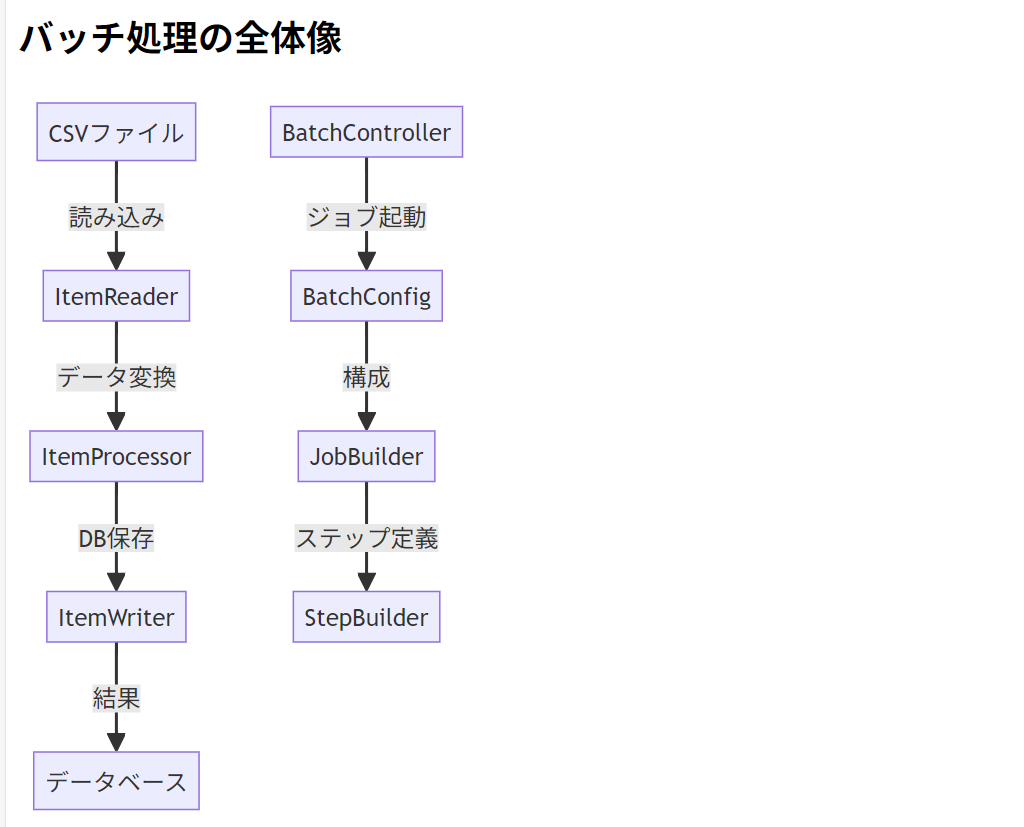 バッチ処理の全体像
CSVファイル
読み込み
ItemReader
データ変換
ItemProcessor
DB保存
ItemWriter
結果
データベース
BatchController
ジョブ起動
BatchConfig
構成
JobBuilder
ステップ定義
StepBuilder